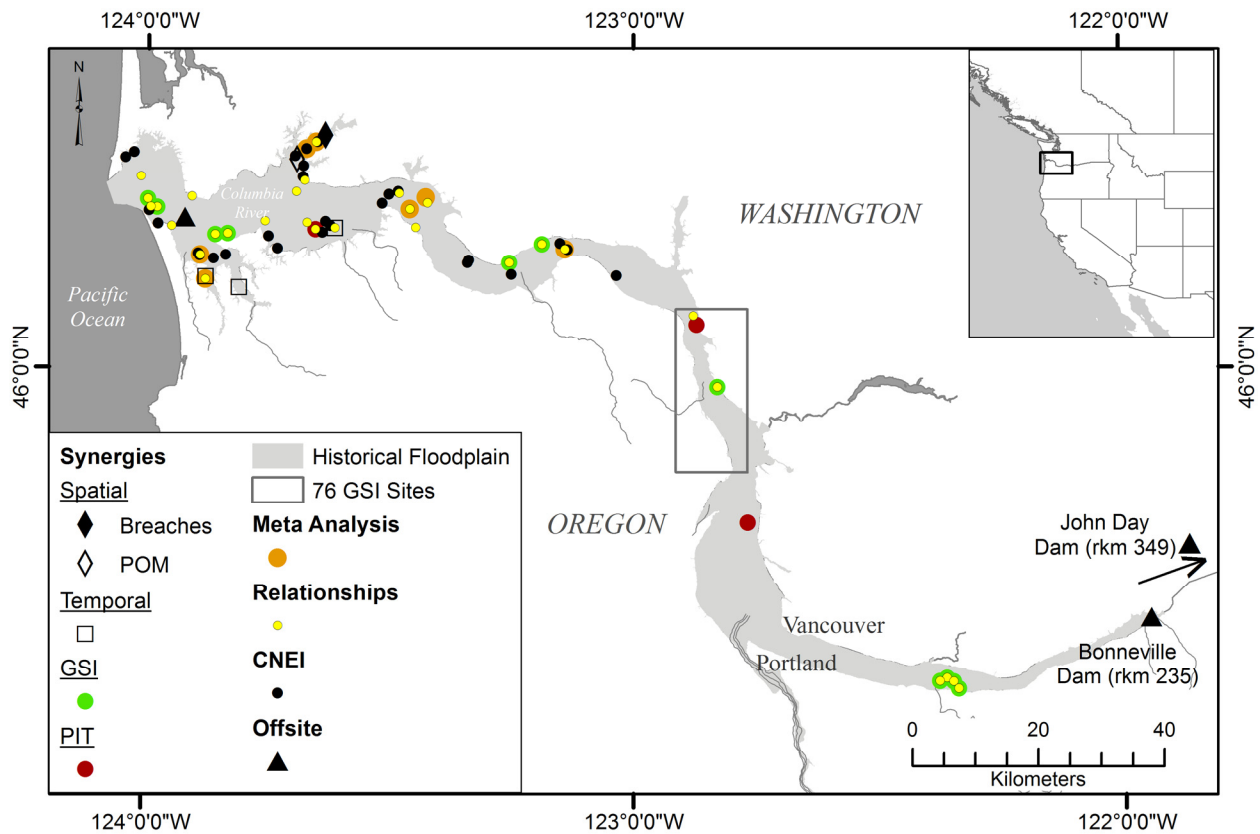 124°0'0"W
123°0'0"W
122°0'0"W
N
Columbia
River
WASHINGTON
Pacific
Ocean
46°0'0"N
46°0'0"N
OREGON
John Day
Dam (rkm 349)
Vancouver
Portland
Bonneville
Dam (rkm 235)
0 20 40
Kilometers
Synergies
Spatial
Breaches
POM
Temporal
GSI
PIT
Historical Floodplain
76 GSI Sites
Meta Analysis
Relationships
CNEI
Offsite
124°0'0"W
123°0'0"W
122°0'0"W